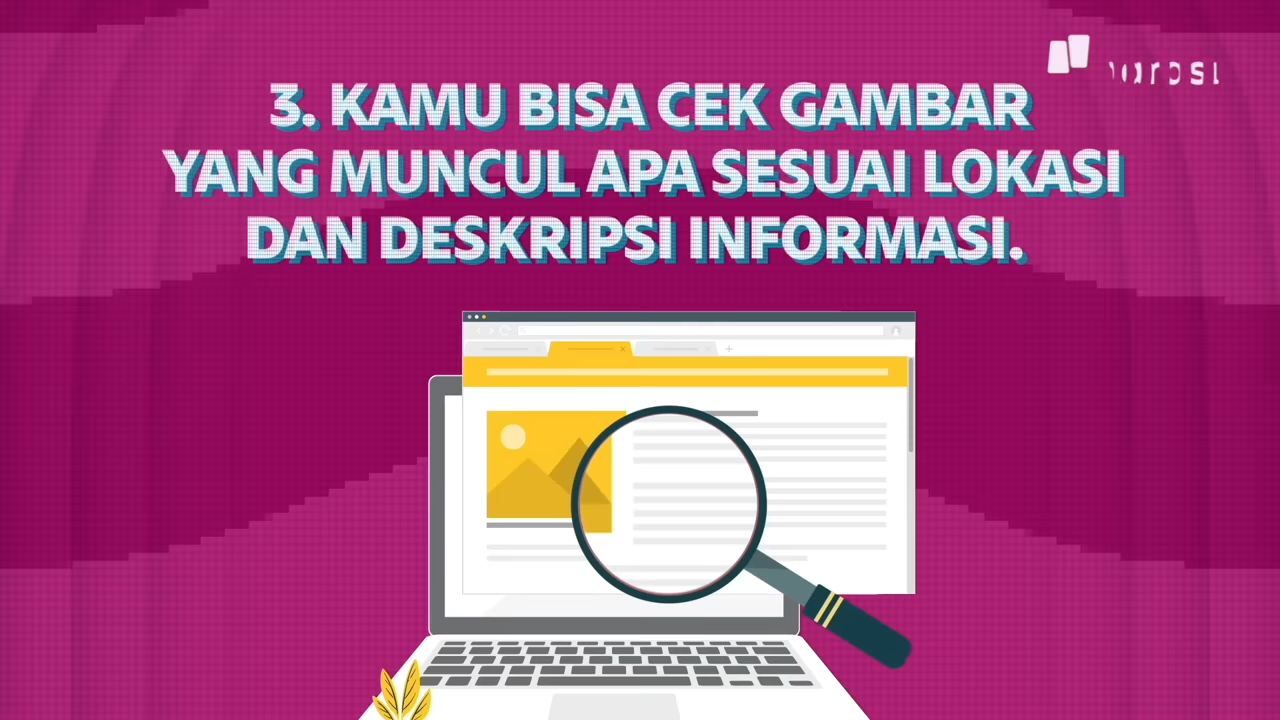 3. KAMU BISA CEK GAMBAR
YANG MUNCUL APA SESUAI LOKASI
DAN DESKRIPSI INFORMASI.